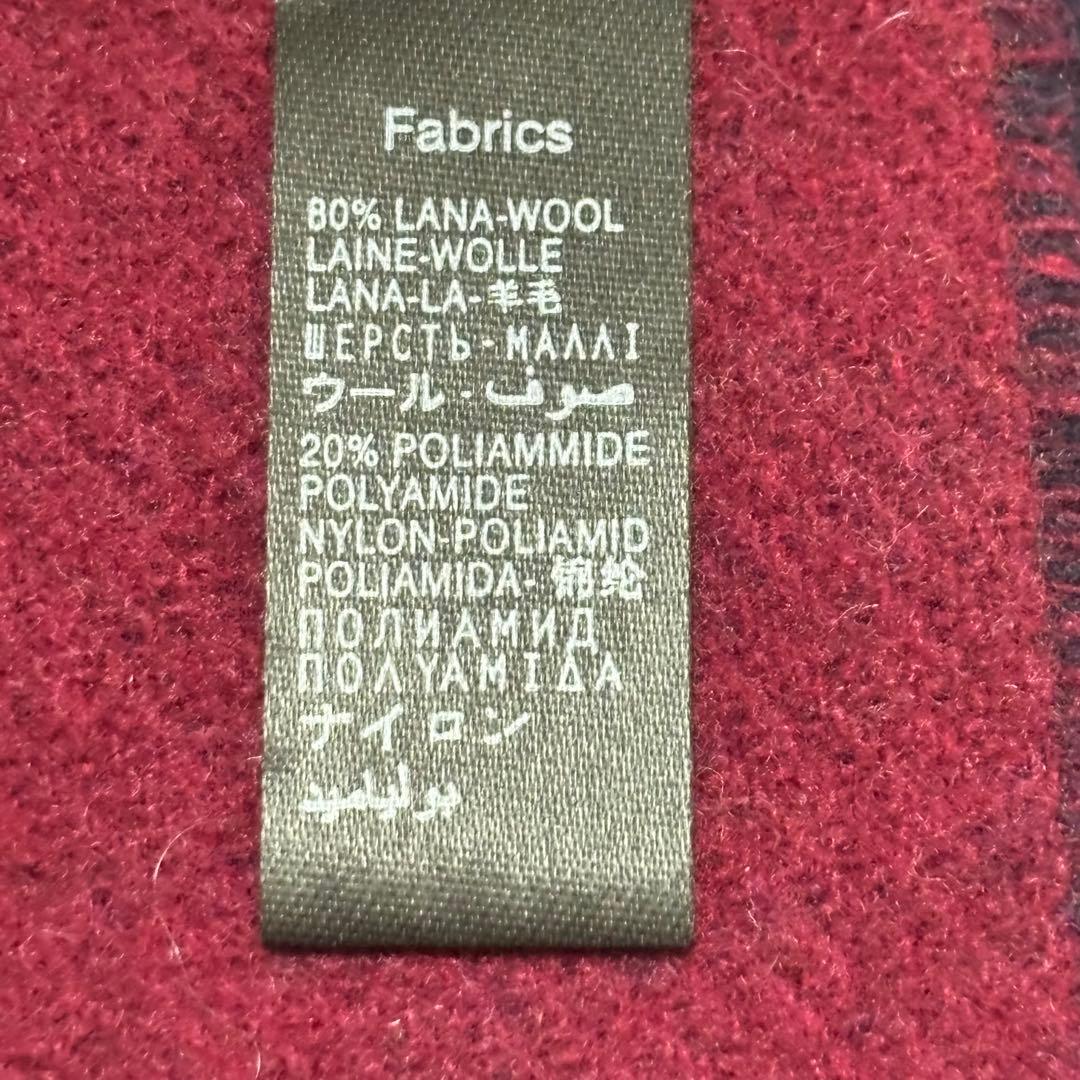 Fabrics
80% LANA-WOOL
LAINE-WOLLE
LANA-LA-羊毛
ШЕРСТЬ-ΜΑΛΛΙ
ウール-صوف
20% POLIAMMIDE
POLYAMIDE
NYLON-POLIAMID
POLIAMIDA-锦纶
ПОЛИАМИД
ΠΟΛΥΑΜΙΔΑ
ナイロン
بوليامید